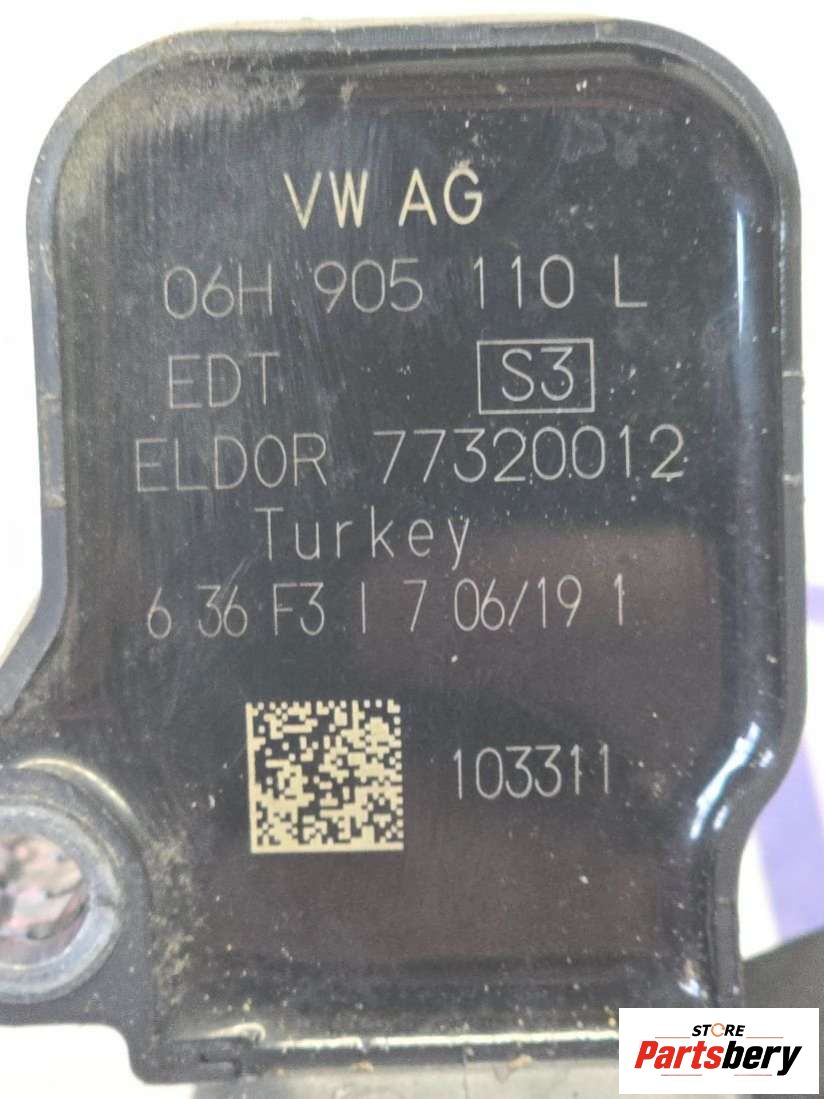 VW AG
06H 905 110 L
EDT S3
ELDOR 77320012
Turkey
6 36 F3 I 7 06/19 1
103311
STORE
Partsbery